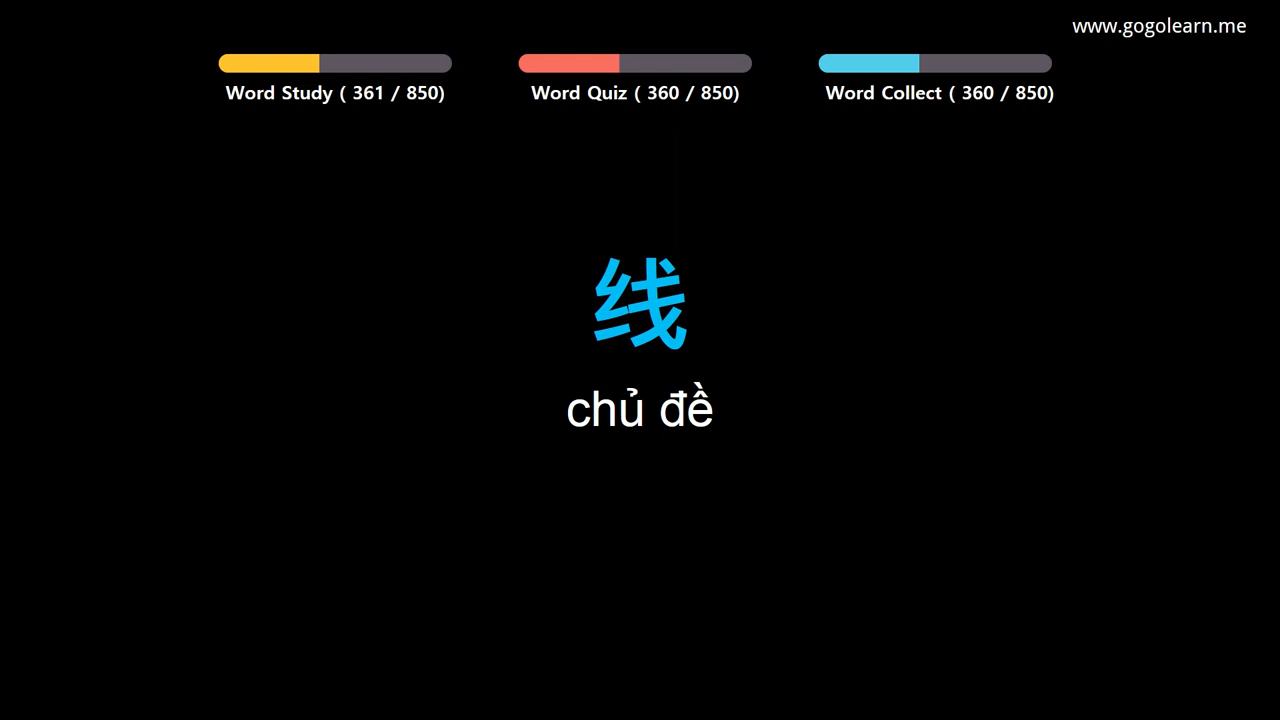 www.gogolearn.me
Word Study ( 361 / 850)
Word Quiz ( 360 / 850)
Word Collect ( 360 / 850)
线
chủ đề